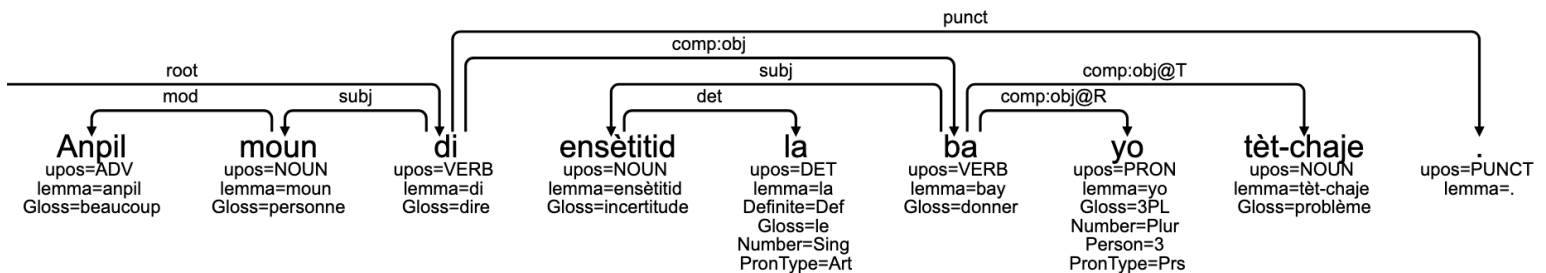 punct
comp:obj
root subj comp:obj@T
mod subj det comp:obj@R
Anpil moun di ensètitid la ba yo tèt-chaje .
upos=ADV upos=NOUN upos=VERB upos=NOUN upos=DET upos=VERB upos=PRON upos=NOUN upos=PUNCT
lemma=anpil lemma=moun lemma=di lemma=ensètitid lemma=la lemma=bay lemma=yo lemma=tèt-chaje lemma=.
Gloss=beaucoup Gloss=personne Gloss=dire Gloss=incertitude Definite=Def Gloss=donner Gloss=3PL Gloss=problème
Gloss=le Number=Plur
Number=Sing Person=3
PronType=Art PronType=Prs